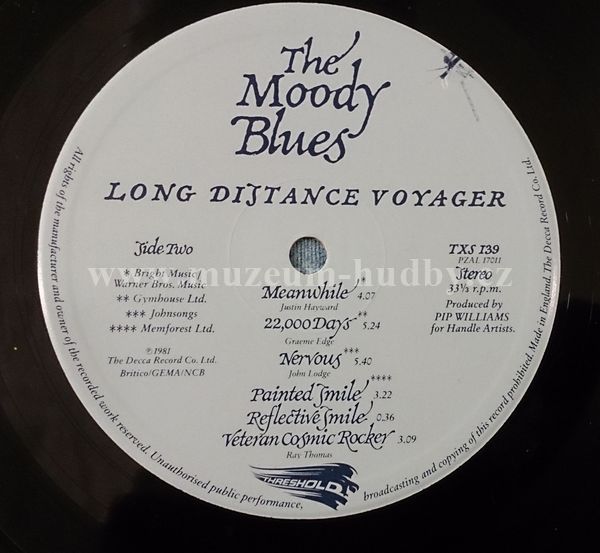 The
Moody
Blues
LONG DISTANCE VOYAGER
Side Two
* Bright Music/
Warner Bros. Music
** Gymhouse Ltd.
*** Johnsongs
**** Memforest Ltd.
℗1981
The Decca Record Co. Ltd.
Britico/GEMA/NCB
TXS 139
PZAL 17011
Stereo
33⅓ r.p.m.
Produced by
PIP WILLIAMS
for Handle Artists.
Meanwhile * 4.07
Justin Hayward
22,000 Days ** 5.24
Graeme Edge
Nervous *** 5.40
John Lodge
Painted Smile **** 3.22
Reflective Smile 0.36
Veteran Cosmic Rocker 3.09
Ray Thomas
THRESHOLD
All rights of the manufacturer and owner of the recorded work reserved. Unauthorised public performance, broadcasting and copying of this record prohibited. Made in England. The Decca Record Co. Ltd.
www.muzeum-hudby.cz